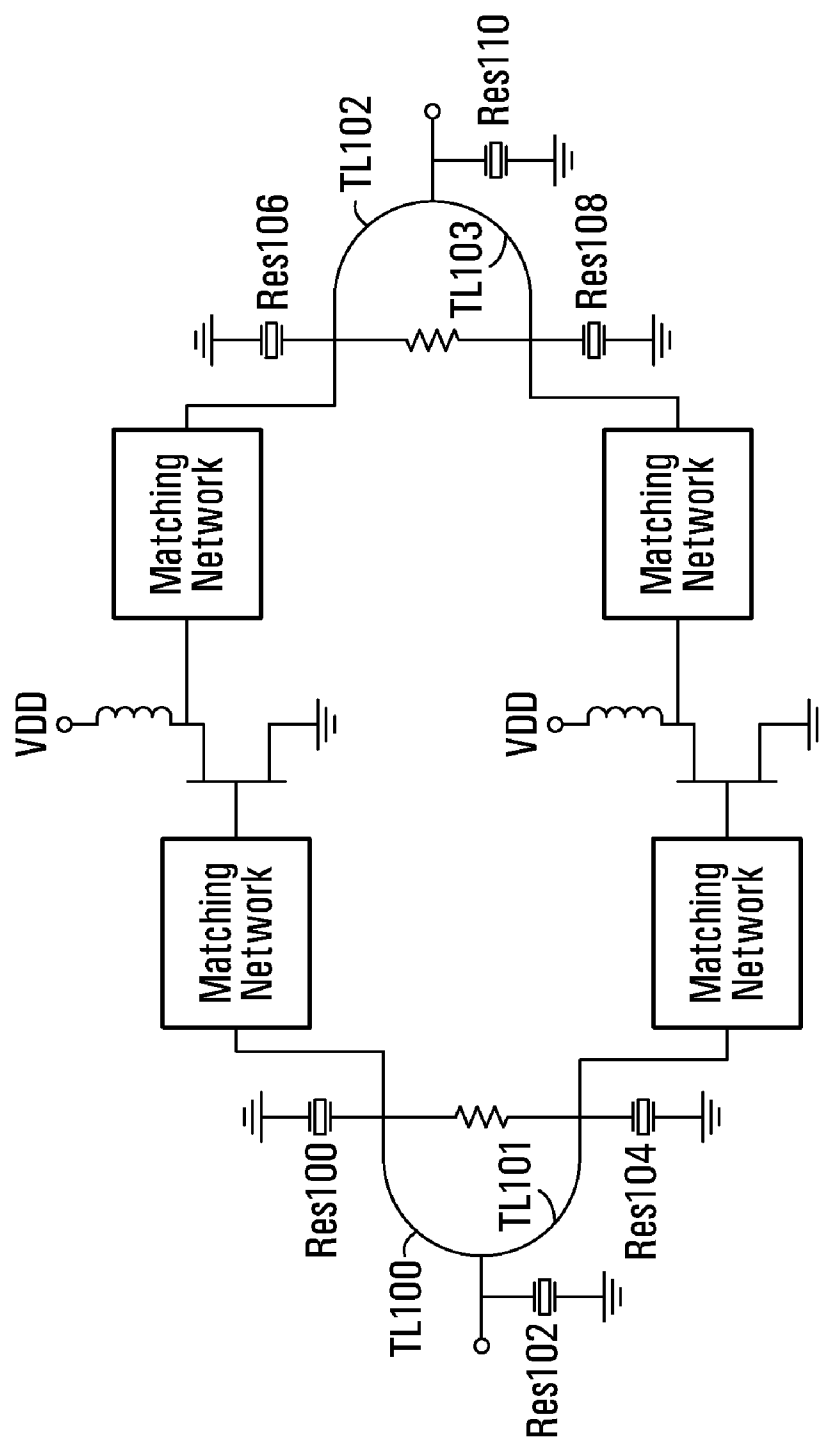 Res110
TL102
Res106
TL103
Res108
Matching
Network
Matching
Network
VDD
VDD
Matching
Network
Matching
Network
Res100
TL101
Res104
TL100
Res102